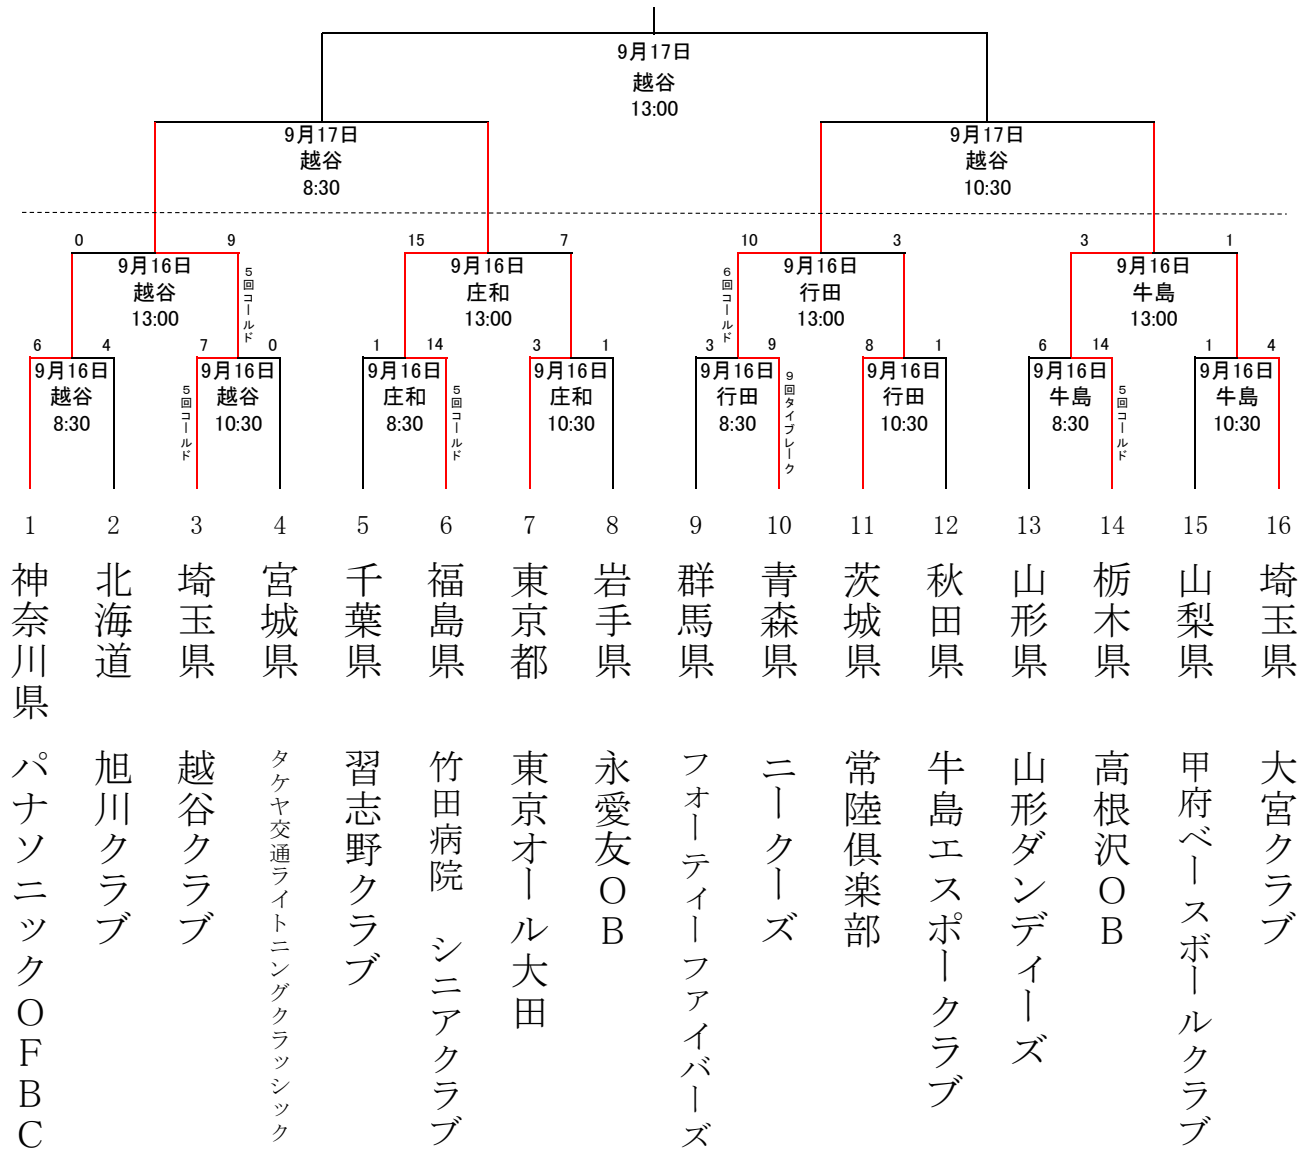 9月17日
越谷
13:00
9月17日
越谷
8:30
9月17日
越谷
10:30
0
9
15
7
10
3
3
1
9月16日
越谷
13:00
5回コールド
9月16日
庄和
13:00
6回コールド
9月16日
行田
13:00
9月16日
牛島
13:00
6
4
7
0
1
14
3
1
3
9
8
1
6
14
1
4
9月16日
越谷
8:30
5回コールド
9月16日
越谷
10:30
9月16日
庄和
8:30
5回コールド
9月16日
庄和
10:30
9月16日
行田
8:30
9回タイブレーク
9月16日
行田
10:30
9月16日
牛島
8:30
5回コールド
9月16日
牛島
10:30
1
神奈川県 パナソニックOFBC
2
北海道 旭川クラブ
3
埼玉県 越谷クラブ
4
宮城県 タケヤ交通ライトニングクラッシック
5
千葉県 習志野クラブ
6
福島県 竹田病院 シニアクラブ
7
東京都 東京オール大田
8
岩手県 永愛友OB
9
群馬県 フォーティーファイバーズ
10
青森県 ニークーズ
11
茨城県 常陸倶楽部
12
秋田県 牛島エスポークラブ
13
山形県 山形ダンディーズ
14
栃木県 高根沢OB
15
山梨県 甲府ベースボールクラブ
16
埼玉県 大宮クラブ